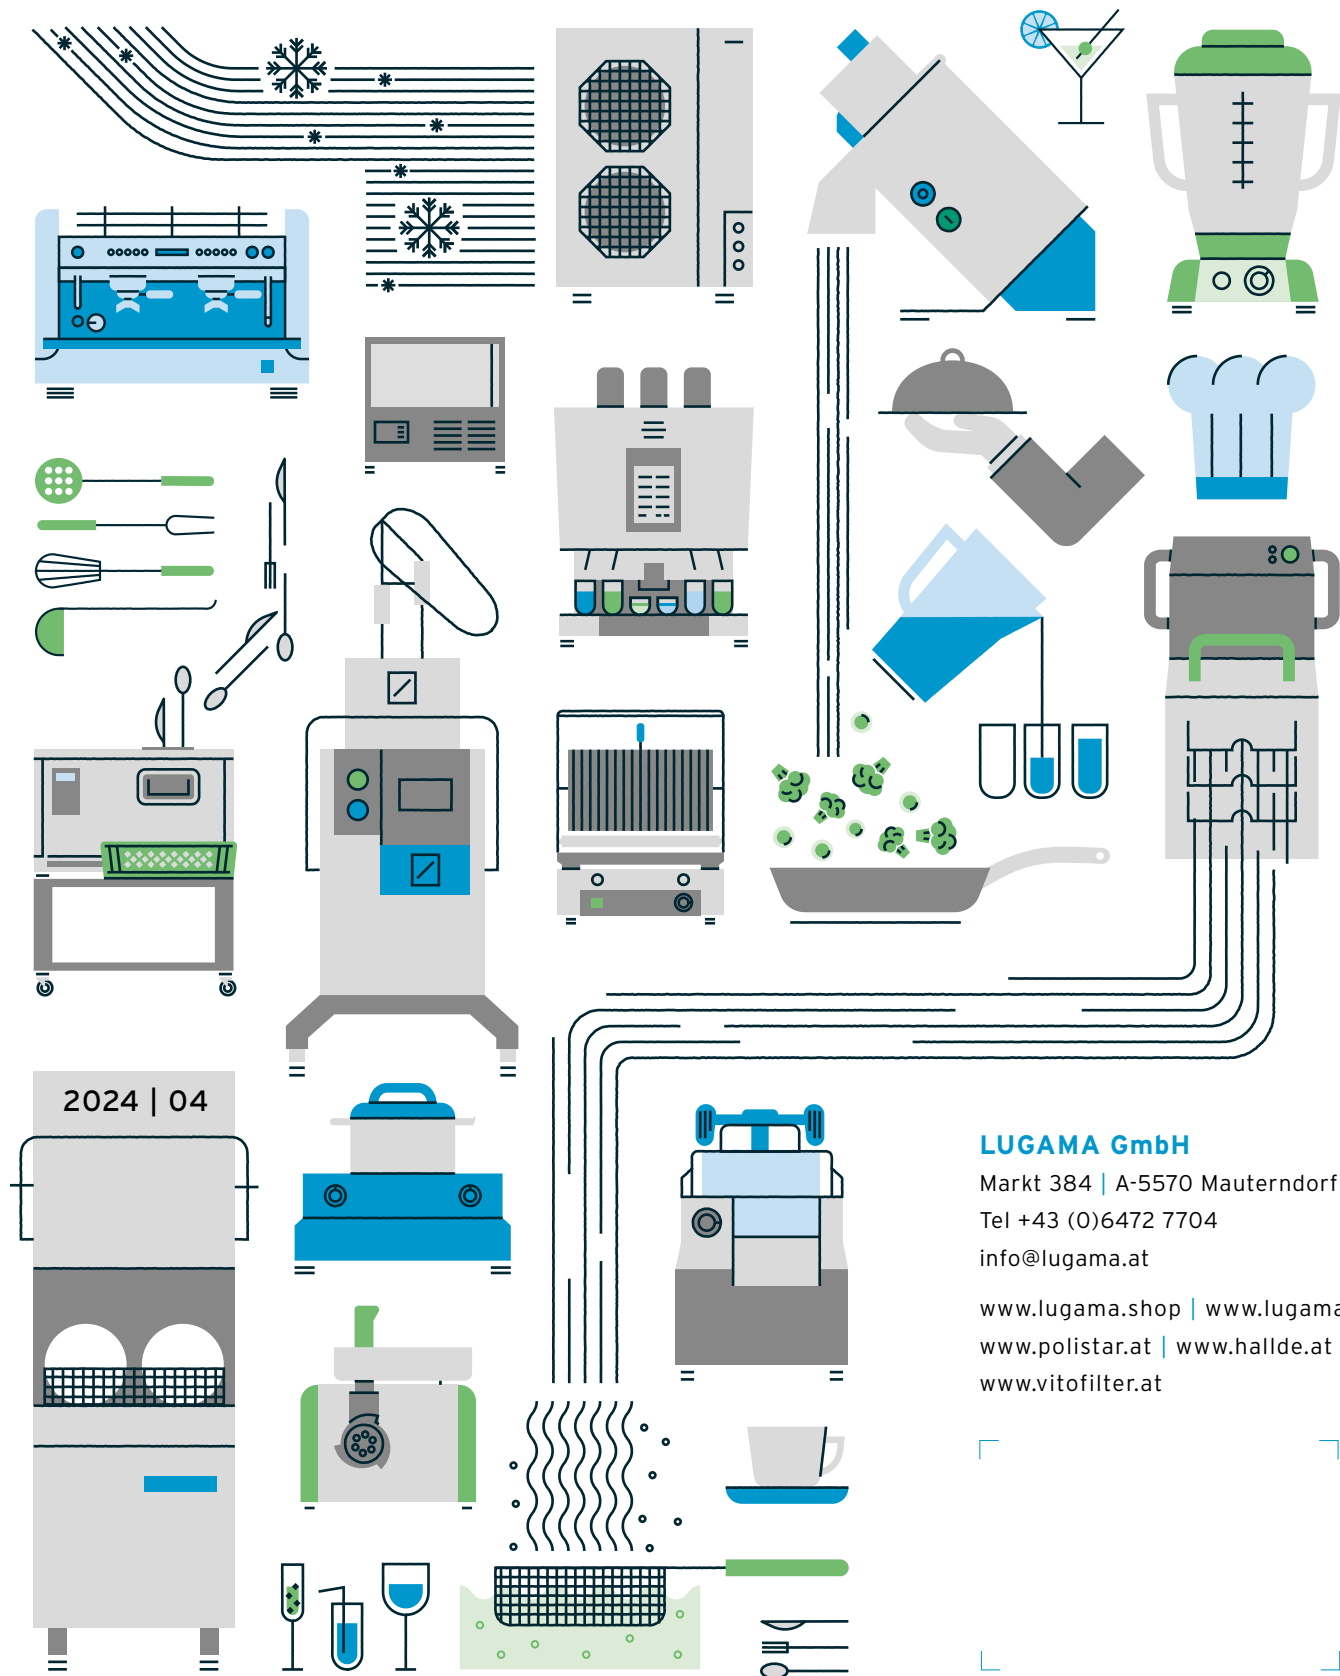 2024 | 04
LUGAMA GmbH
Markt 384 | A-5570 Mauterndorf
Tel +43 (0)6472 7704
info@lugama.at
www.lugama.shop | www.lugama
www.polistar.at | www.hallde.at
www.vitofilter.at